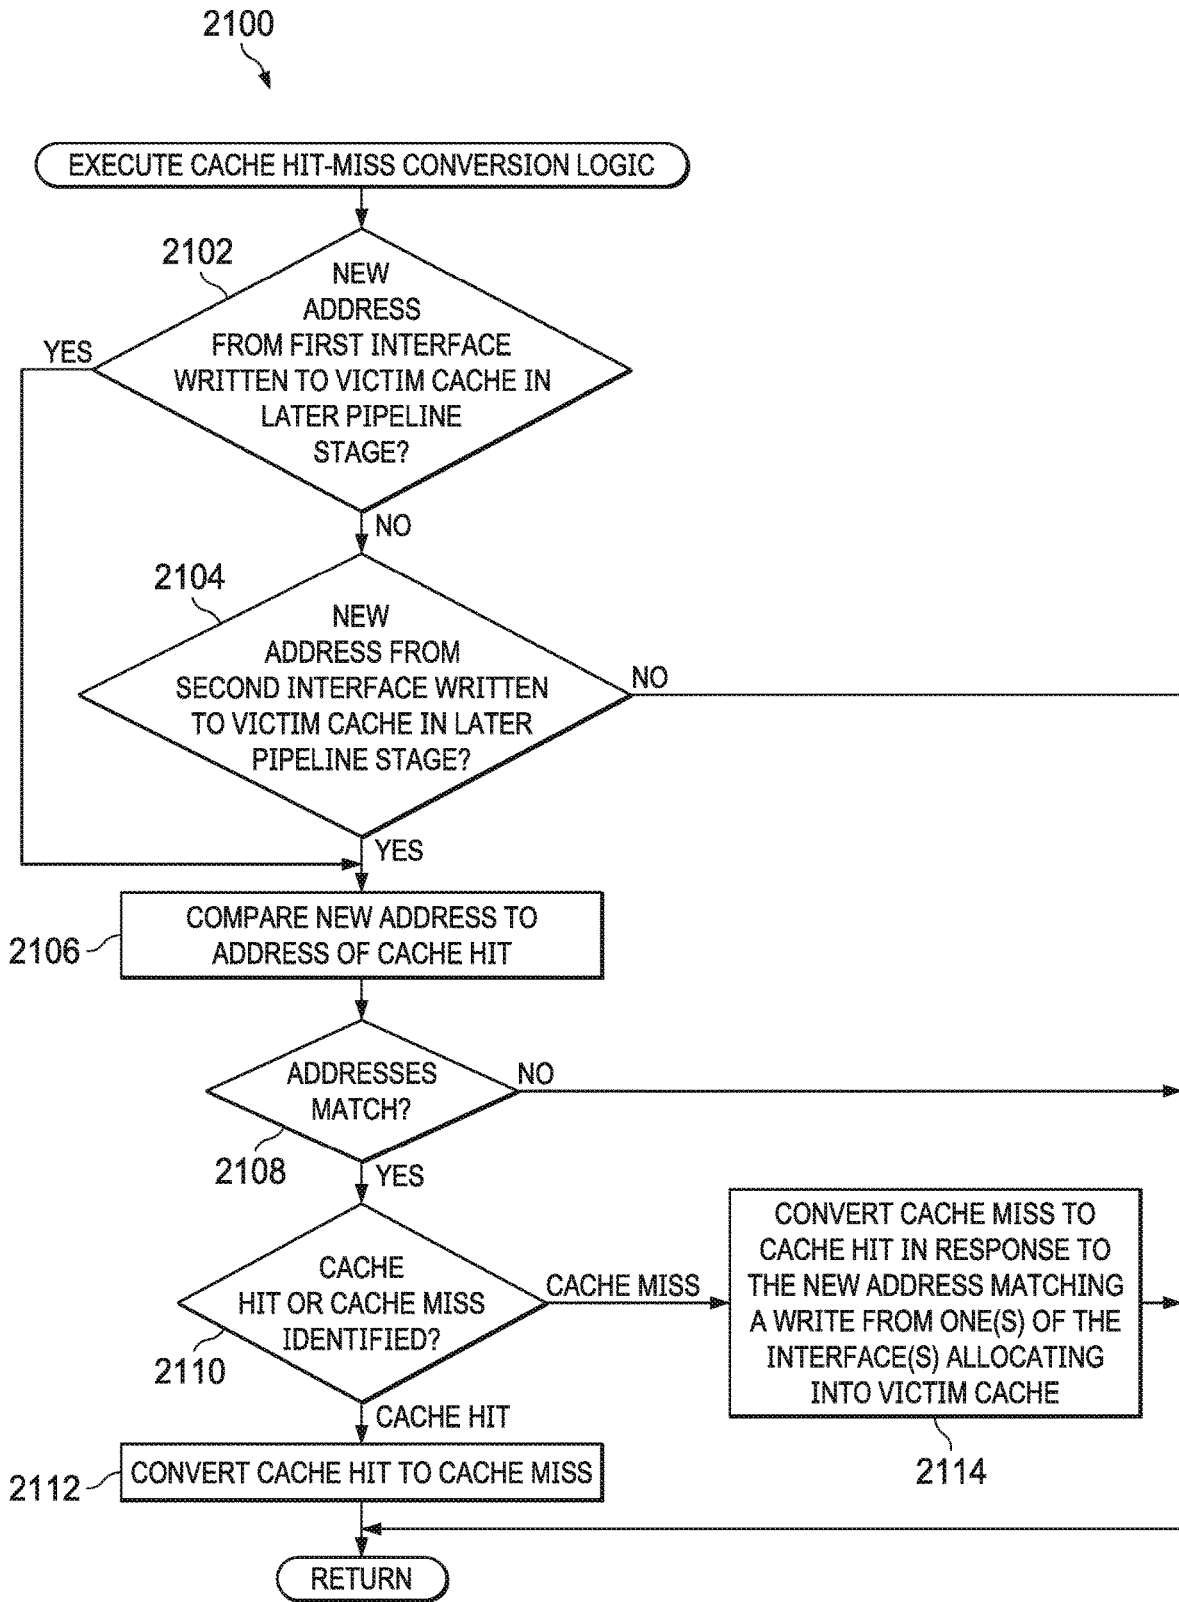 2100
EXECUTE CACHE HIT-MISS CONVERSION LOGIC
2102
NEW
ADDRESS
FROM FIRST INTERFACE
WRITTEN TO VICTIM CACHE IN
LATER PIPELINE
STAGE?
YES
NO
2104
NEW
ADDRESS FROM
SECOND INTERFACE WRITTEN
TO VICTIM CACHE IN LATER
PIPELINE STAGE?
NO
YES
COMPARE NEW ADDRESS TO
ADDRESS OF CACHE HIT
2106
ADDRESSES
MATCH?
NO
2108
YES
CACHE
HIT OR CACHE MISS
IDENTIFIED?
CACHE MISS
2110
CONVERT CACHE MISS TO
CACHE HIT IN RESPONSE TO
THE NEW ADDRESS MATCHING
A WRITE FROM ONE(S) OF THE
INTERFACE(S) ALLOCATING
INTO VICTIM CACHE
2114
CACHE HIT
2112
CONVERT CACHE HIT TO CACHE MISS
RETURN